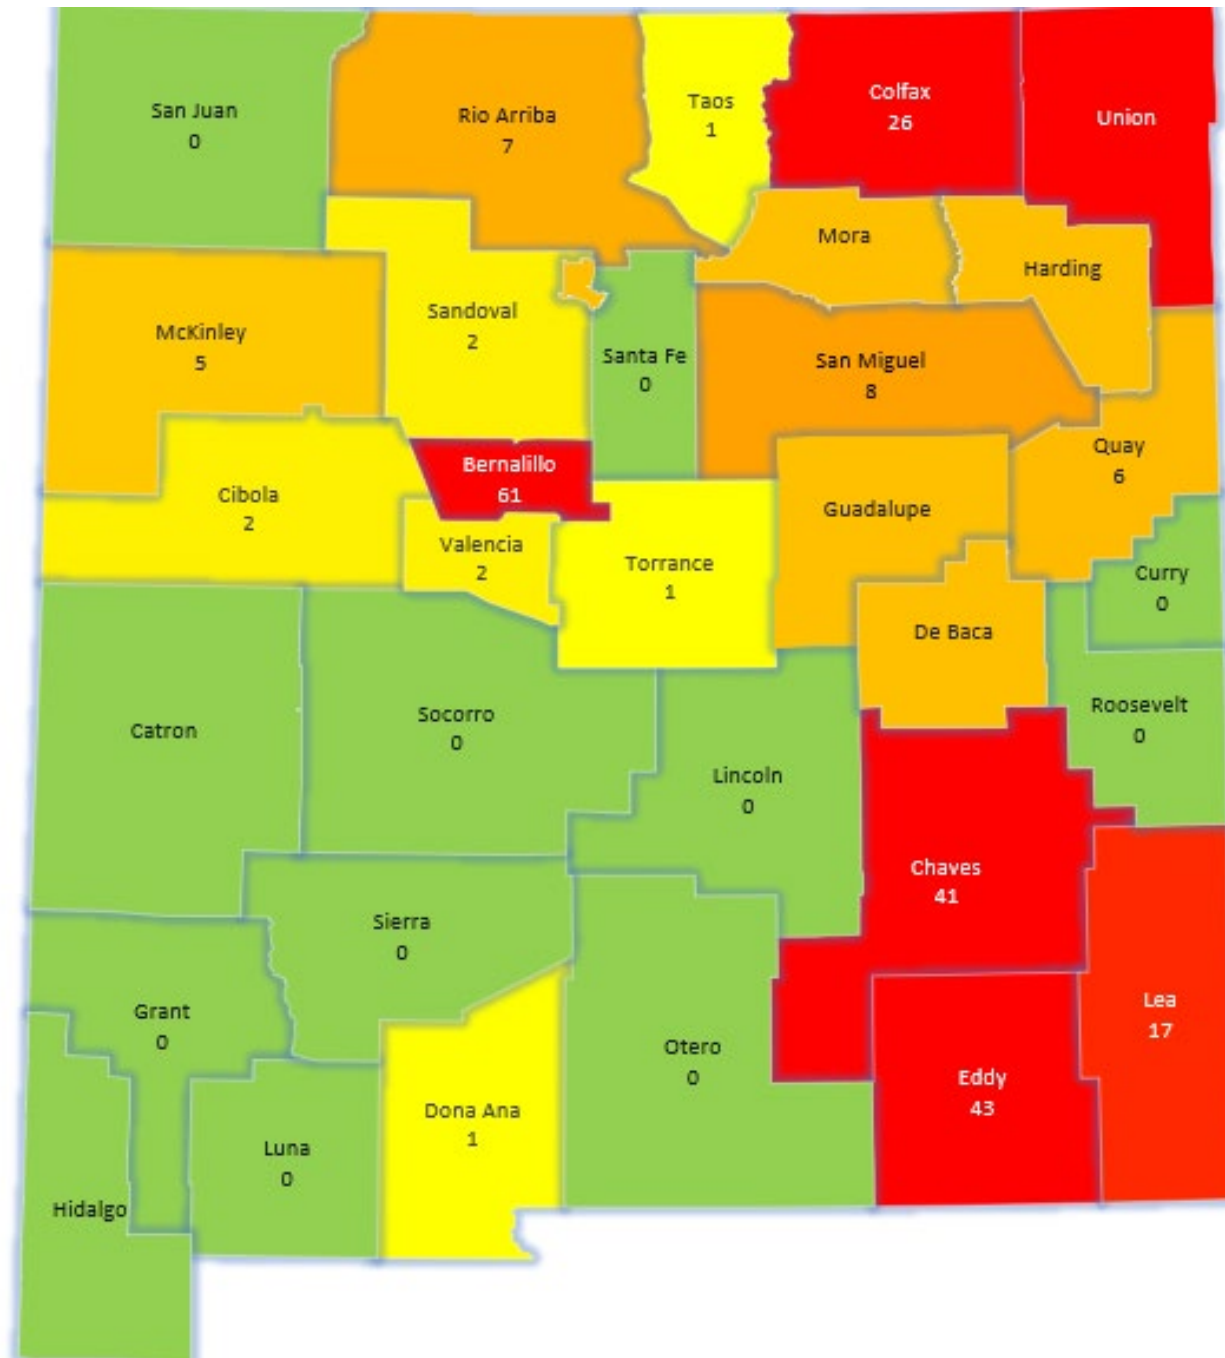 San Juan
0
Rio Arriba
7
Taos
1
Colfax
26
Union
Mora
Harding
McKinley
5
Sandoval
2
Santa Fe
0
San Miguel
8
Quay
6
Bernalillo
61
Cibola
2
Valencia
2
Torrance
1
Guadalupe
Curry
0
De Baca
Catron
Socorro
0
Lincoln
0
Roosevelt
0
Chaves
41
Sierra
0
Grant
0
Otero
0
Lea
17
Eddy
43
Dona Ana
1
Luna
0
Hidalgo